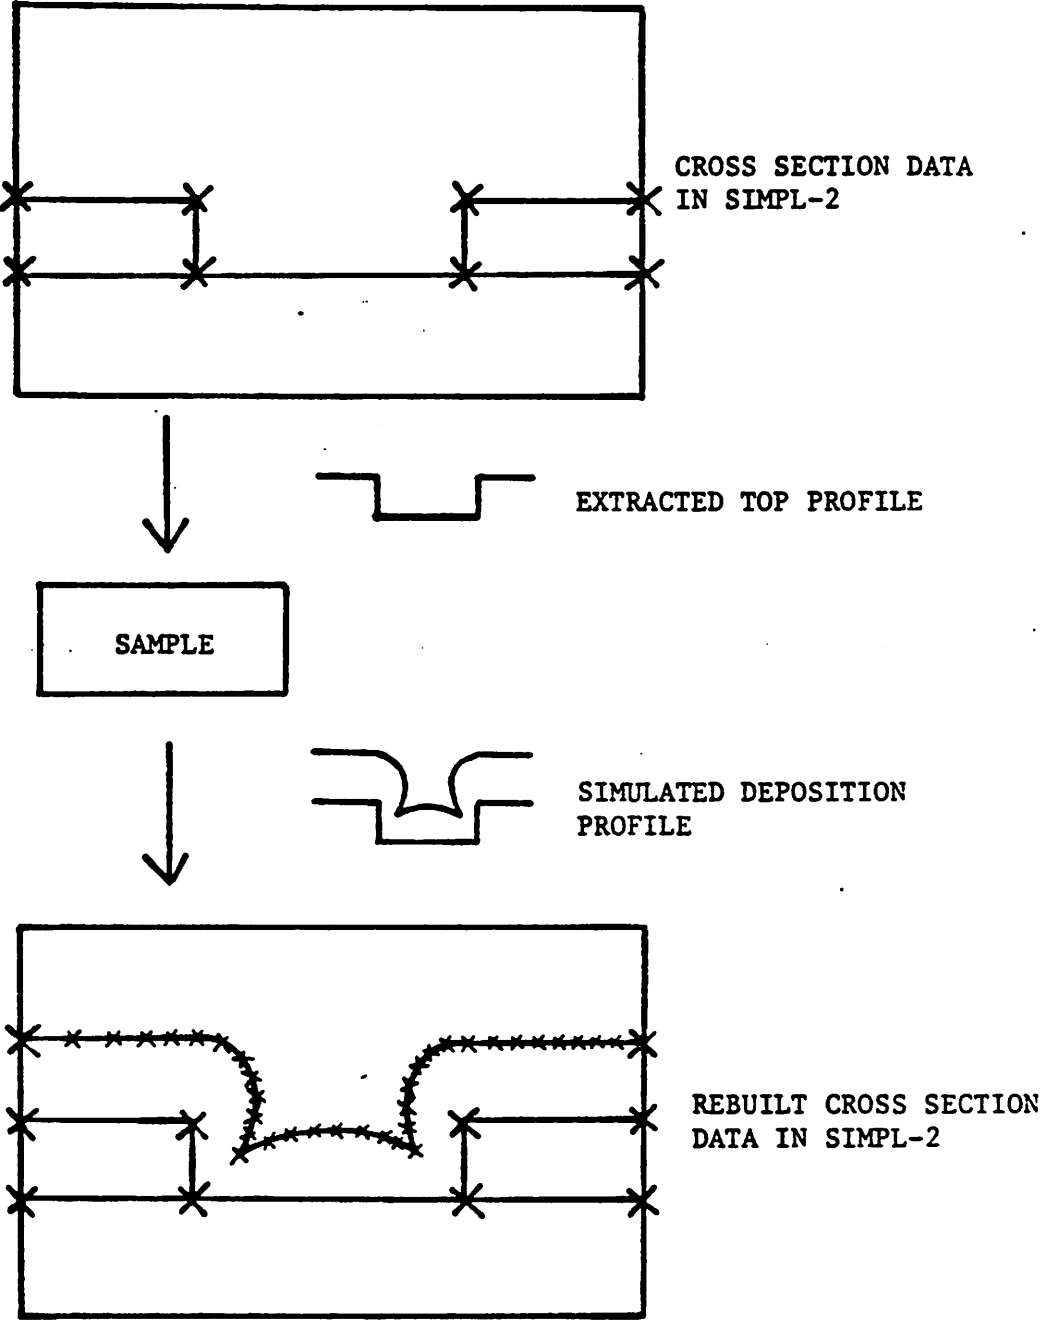 CROSS SECTION DATA
IN SIMPL-2
EXTRACTED TOP PROFILE
SAMPLE
SIMULATED DEPOSITION
PROFILE
REBUILT CROSS SECTION
DATA IN SIMPL-2